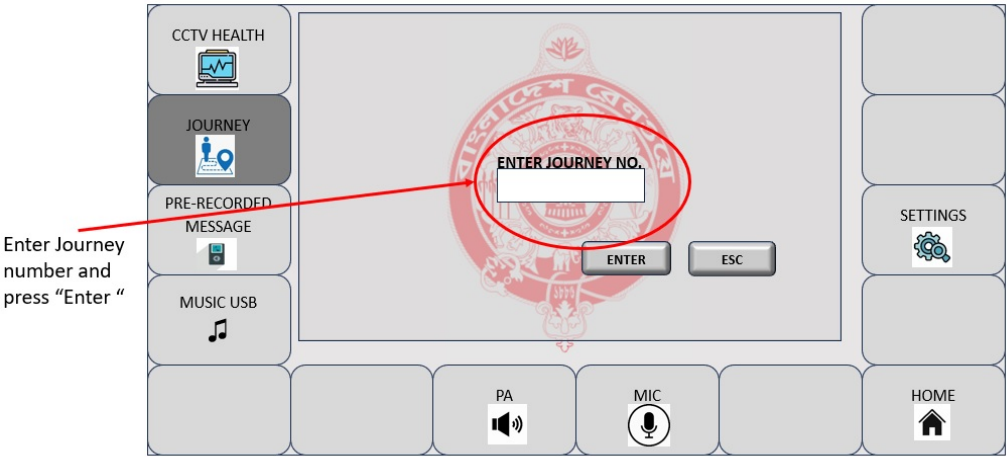 CCTV HEALTH
JOURNEY
PRE-RECORDED
MESSAGE
MUSIC USB
Enter Journey
number and
press “Enter “
বাংলাদেশ রেলওয়ে
ENTER JOURNEY NO.
ENTER
ESC
SETTINGS
PA
MIC
HOME